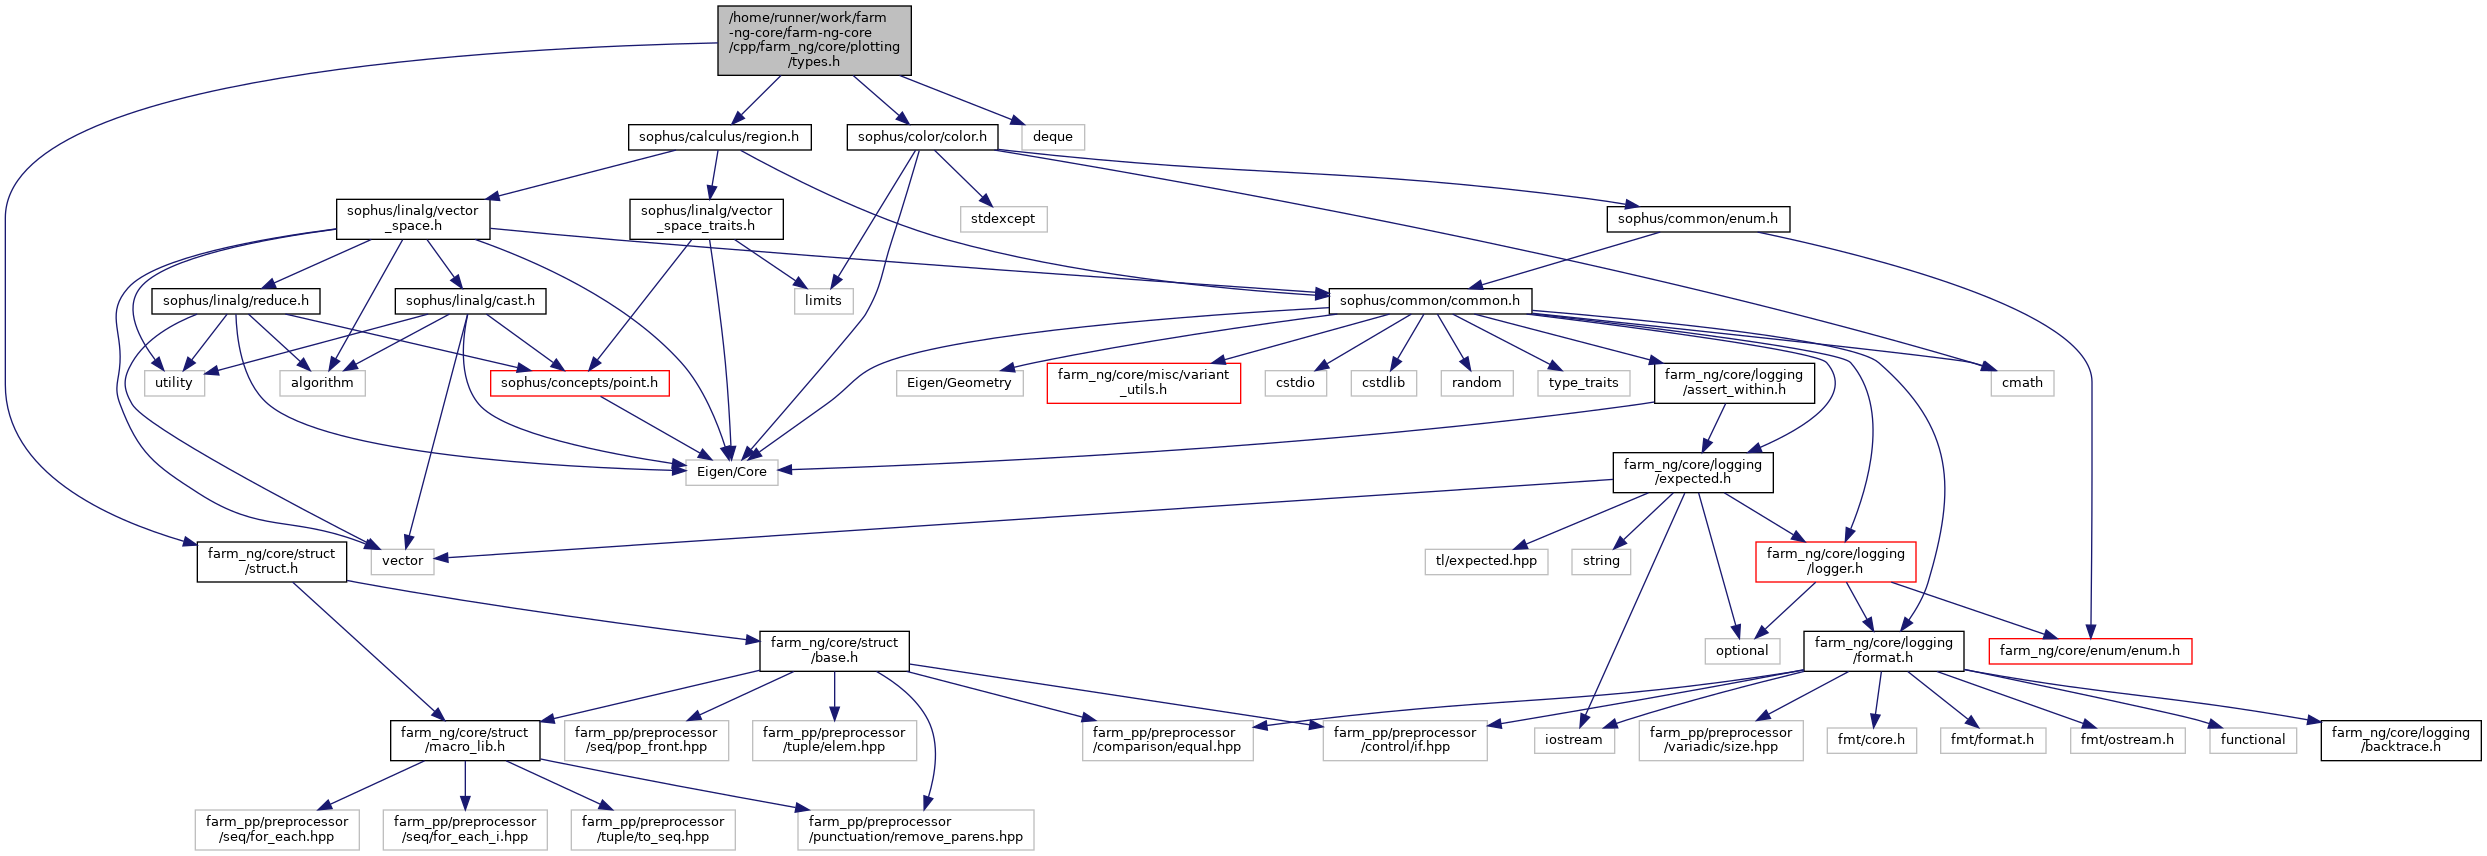 /home/runner/work/farm
-ng-core/farm-ng-core
/cpp/farm_ng/core/plotting
/types.h
sophus/calculus/region.h
sophus/color/color.h
deque
sophus/linalg/vector
_space.h
sophus/linalg/vector
_space_traits.h
stdexcept
sophus/common/enum.h
sophus/linalg/reduce.h
sophus/linalg/cast.h
limits
sophus/common/common.h
utility
algorithm
sophus/concepts/point.h
Eigen/Geometry
farm_ng/core/misc/variant
_utils.h
cstdio
cstdlib
random
type_traits
farm_ng/core/logging
/assert_within.h
cmath
Eigen/Core
farm_ng/core/logging
/expected.h
farm_ng/core/struct
/struct.h
vector
tl/expected.hpp
string
farm_ng/core/logging
/logger.h
farm_ng/core/struct
/base.h
optional
farm_ng/core/logging
/format.h
farm_ng/core/enum/enum.h
farm_ng/core/struct
/macro_lib.h
farm_pp/preprocessor
/seq/pop_front.hpp
farm_pp/preprocessor
/tuple/elem.hpp
farm_pp/preprocessor
/comparison/equal.hpp
farm_pp/preprocessor
/control/if.hpp
iostream
farm_pp/preprocessor
/variadic/size.hpp
fmt/core.h
fmt/format.h
fmt/ostream.h
functional
farm_ng/core/logging
/backtrace.h
farm_pp/preprocessor
/seq/for_each.hpp
farm_pp/preprocessor
/seq/for_each_i.hpp
farm_pp/preprocessor
/tuple/to_seq.hpp
farm_pp/preprocessor
/punctuation/remove_parens.hpp